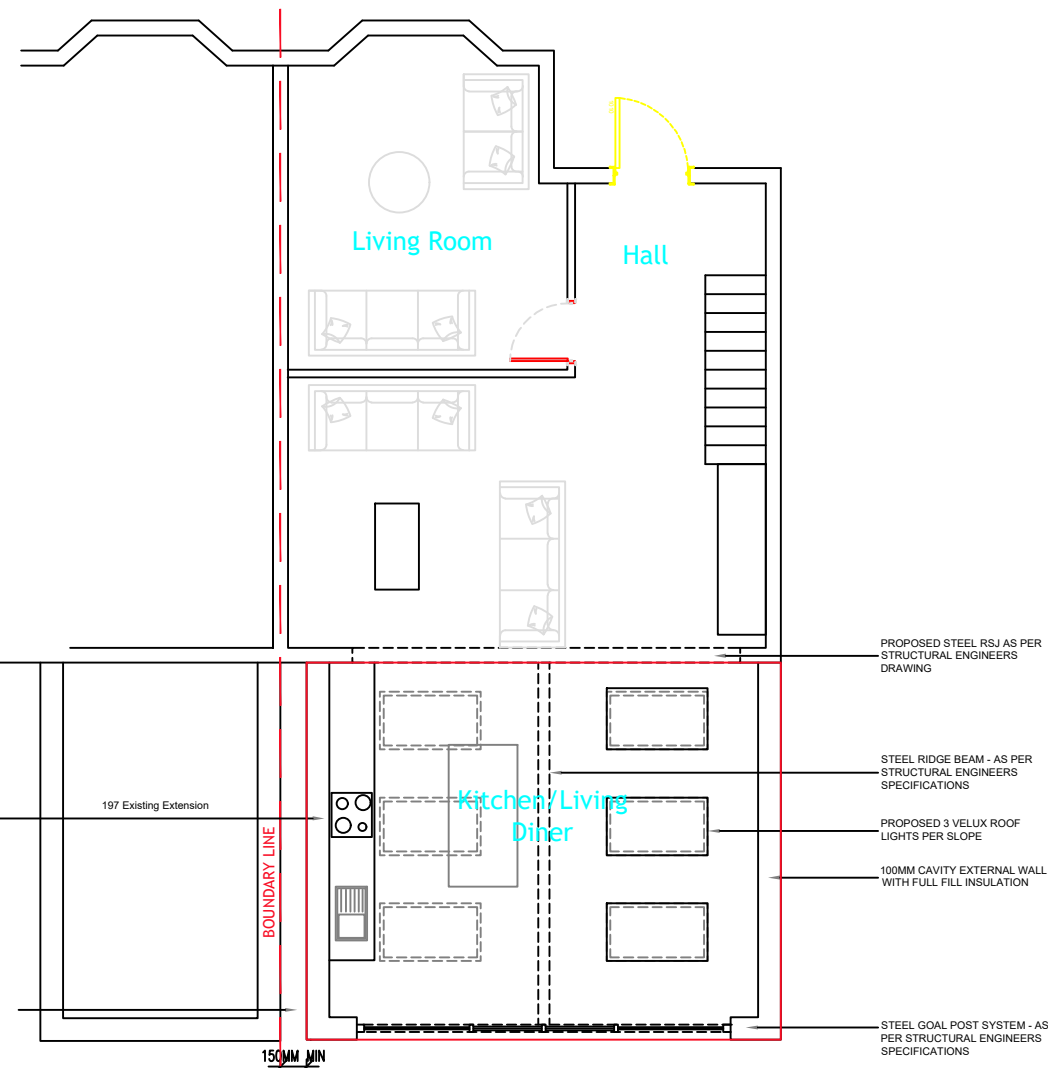 Living Room
Hall
PROPOSED STEEL RSJ AS PER
STRUCTURAL ENGINEERS
DRAWING
STEEL RIDGE BEAM - AS PER
STRUCTURAL ENGINEERS
SPECIFICATIONS
197 Existing Extension
Kitchen/Living
Diner
PROPOSED 3 VELUX ROOF
LIGHTS PER SLOPE
BOUNDARY LINE
100MM CAVITY EXTERNAL WALL
WITH FULL FILL INSULATION
STEEL GOAL POST SYSTEM - AS
PER STRUCTURAL ENGINEERS
SPECIFICATIONS
150MM MIN